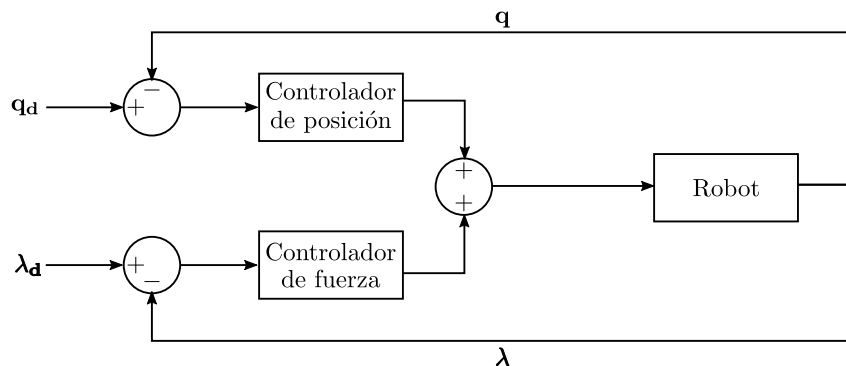 q
q_d
+
−
Controlador
de posición
+
+
Robot
λ_d
+
−
Controlador
de fuerza
λ